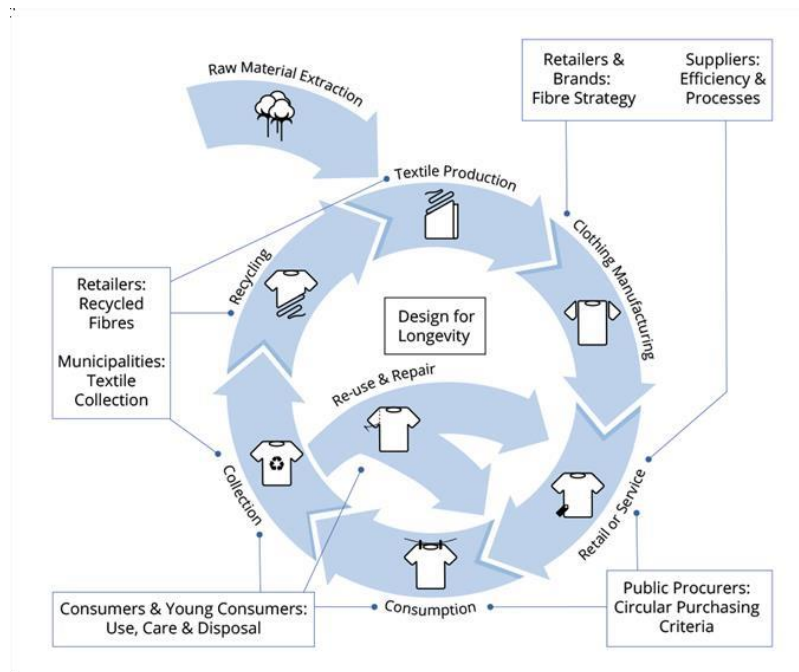 Raw Material Extraction
Retailers &
Brands:
Fibre Strategy
Suppliers:
Efficiency &
Processes
Textile Production
Clothing Manufacturing
Recycling
Retailers:
Recycled
Fibres
Municipalities:
Textile
Collection
Design for
Longevity
Re-use & Repair
Collection
Retail or Service
Consumption
Consumers & Young Consumers:
Use, Care & Disposal
Public Procurers:
Circular Purchasing
Criteria